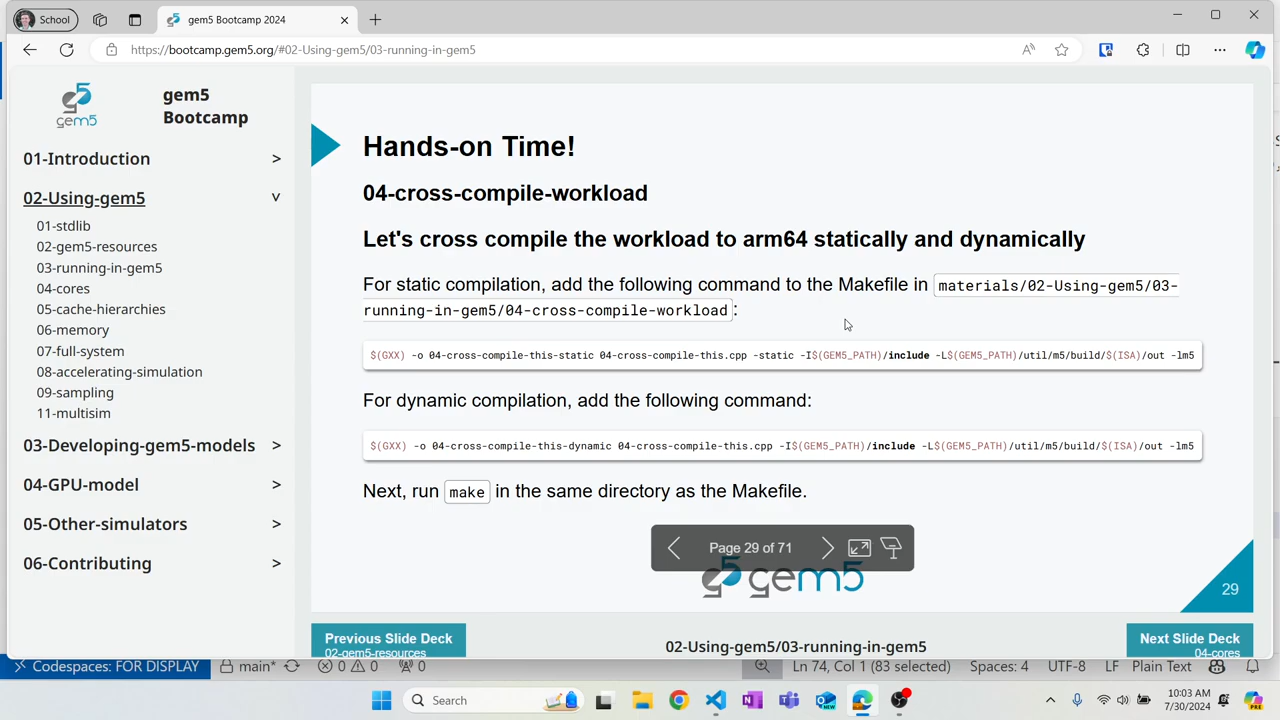 School
gem5 Bootcamp 2024
https://bootcamp.gem5.org/#02-Using-gem5/03-running-in-gem5
gem5
gem5
Bootcamp
01-Introduction >
02-Using-gem5 v
01-stdlib
02-gem5-resources
03-running-in-gem5
04-cores
05-cache-hierarchies
06-memory
07-full-system
08-accelerating-simulation
09-sampling
11-multisim
03-Developing-gem5-models >
04-GPU-model >
05-Other-simulators >
06-Contributing >
Hands-on Time!
04-cross-compile-workload
Let's cross compile the workload to arm64 statically and dynamically
For static compilation, add the following command to the Makefile in materials/02-Using-gem5/03-
running-in-gem5/04-cross-compile-workload:
$(GXX) -o 04-cross-compile-this-static 04-cross-compile-this.cpp -static -I$(GEM5_PATH)/include -L$(GEM5_PATH)/util/m5/build/$(ISA)/out -lm5
For dynamic compilation, add the following command:
$(GXX) -o 04-cross-compile-this-dynamic 04-cross-compile-this.cpp -I$(GEM5_PATH)/include -L$(GEM5_PATH)/util/m5/build/$(ISA)/out -lm5
Next, run make in the same directory as the Makefile.
Page 29 of 71
gem5
29
Previous Slide Deck
02-gem5-resources
02-Using-gem5/03-running-in-gem5
Next Slide Deck
04-cores
Codespaces: FOR DISPLAY main* 0 0 0 Ln 74, Col 1 (83 selected) Spaces: 4 UTF-8 LF Plain Text
Search
10:03 AM
7/30/2024